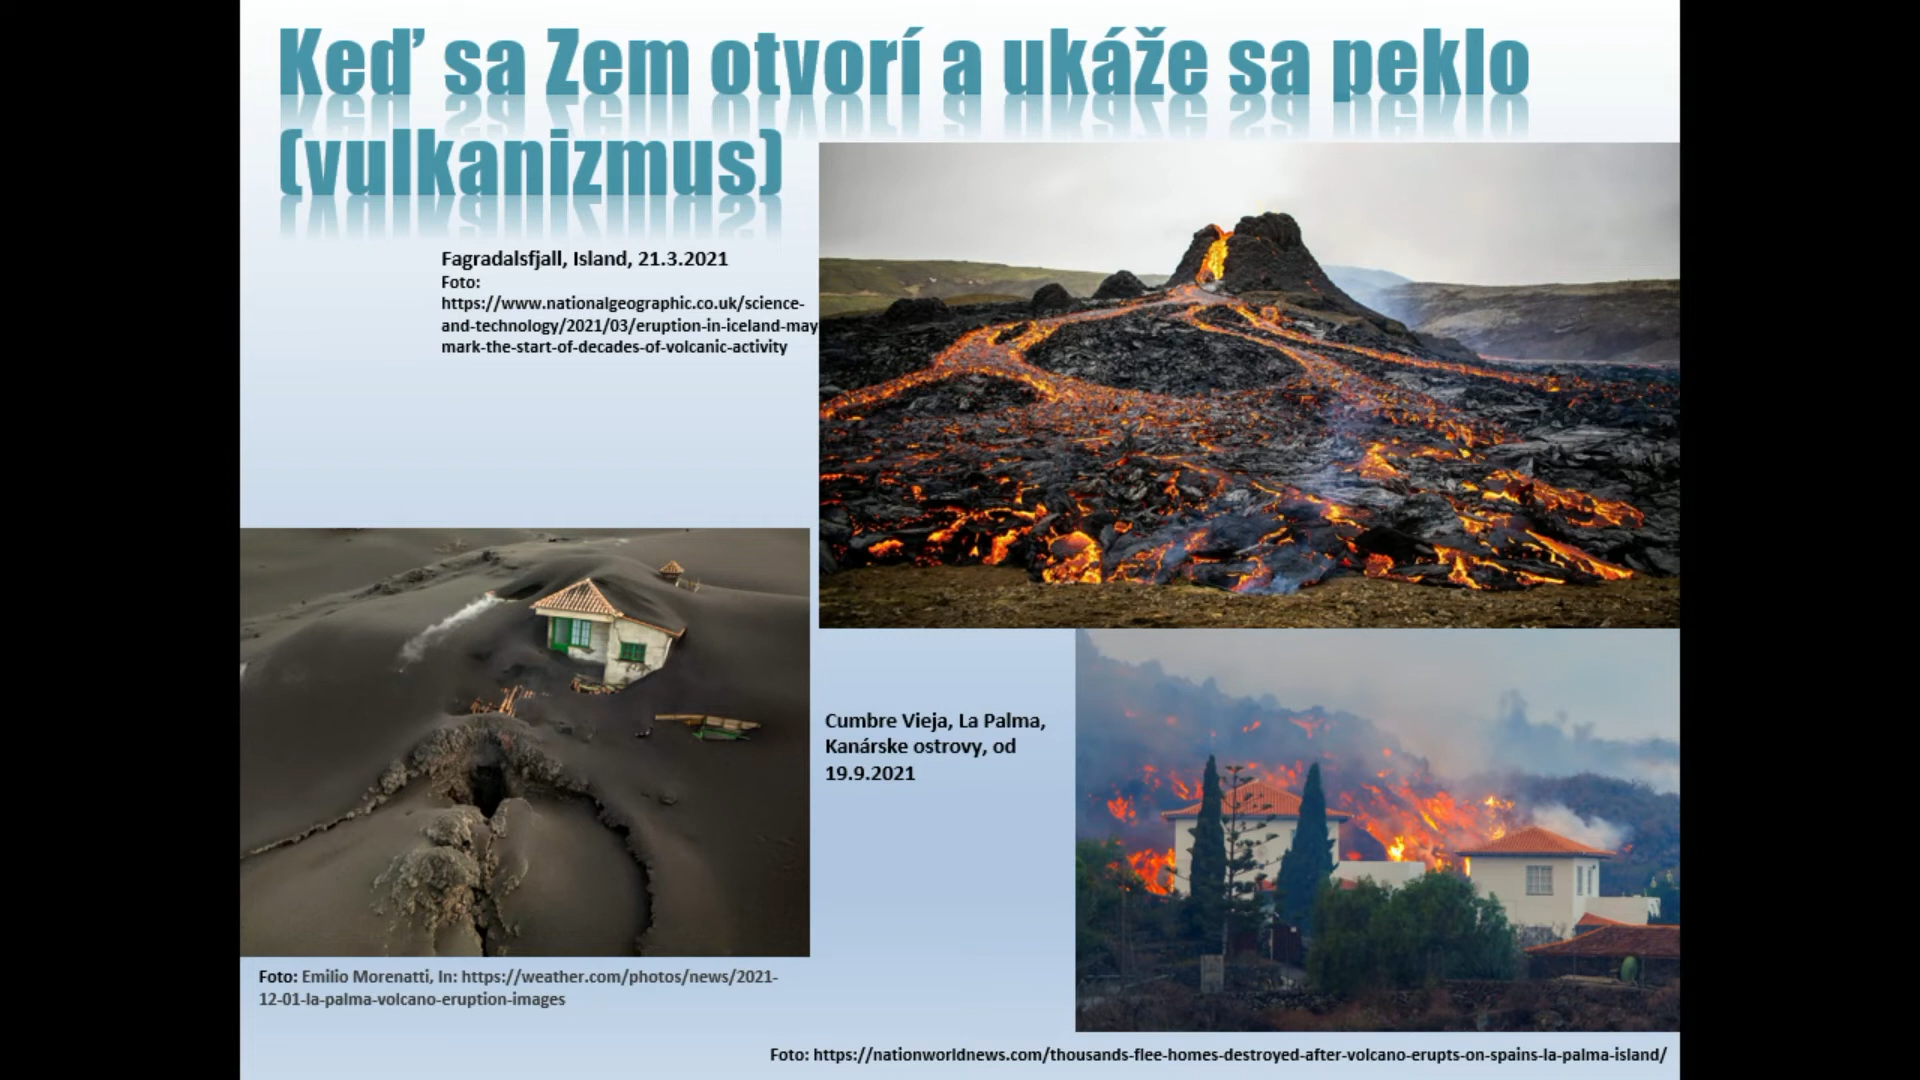 Keď sa Zem otvorí a ukáže sa peklo
(vulkanizmus)
Fagradalsfjall, Island, 21.3.2021
Foto:
https://www.nationalgeographic.co.uk/science-
and-technology/2021/03/eruption-in-iceland-may
mark-the-start-of-decades-of-volcanic-activity
Cumbre Vieja, La Palma,
Kanárske ostrovy, od
19.9.2021
Foto: Emilio Morenatti, In: https://weather.com/photos/news/2021-
12-01-la-palma-volcano-eruption-images
Foto: https://nationworldnews.com/thousands-flee-homes-destroyed-after-volcano-erupts-on-spains-la-palma-island/